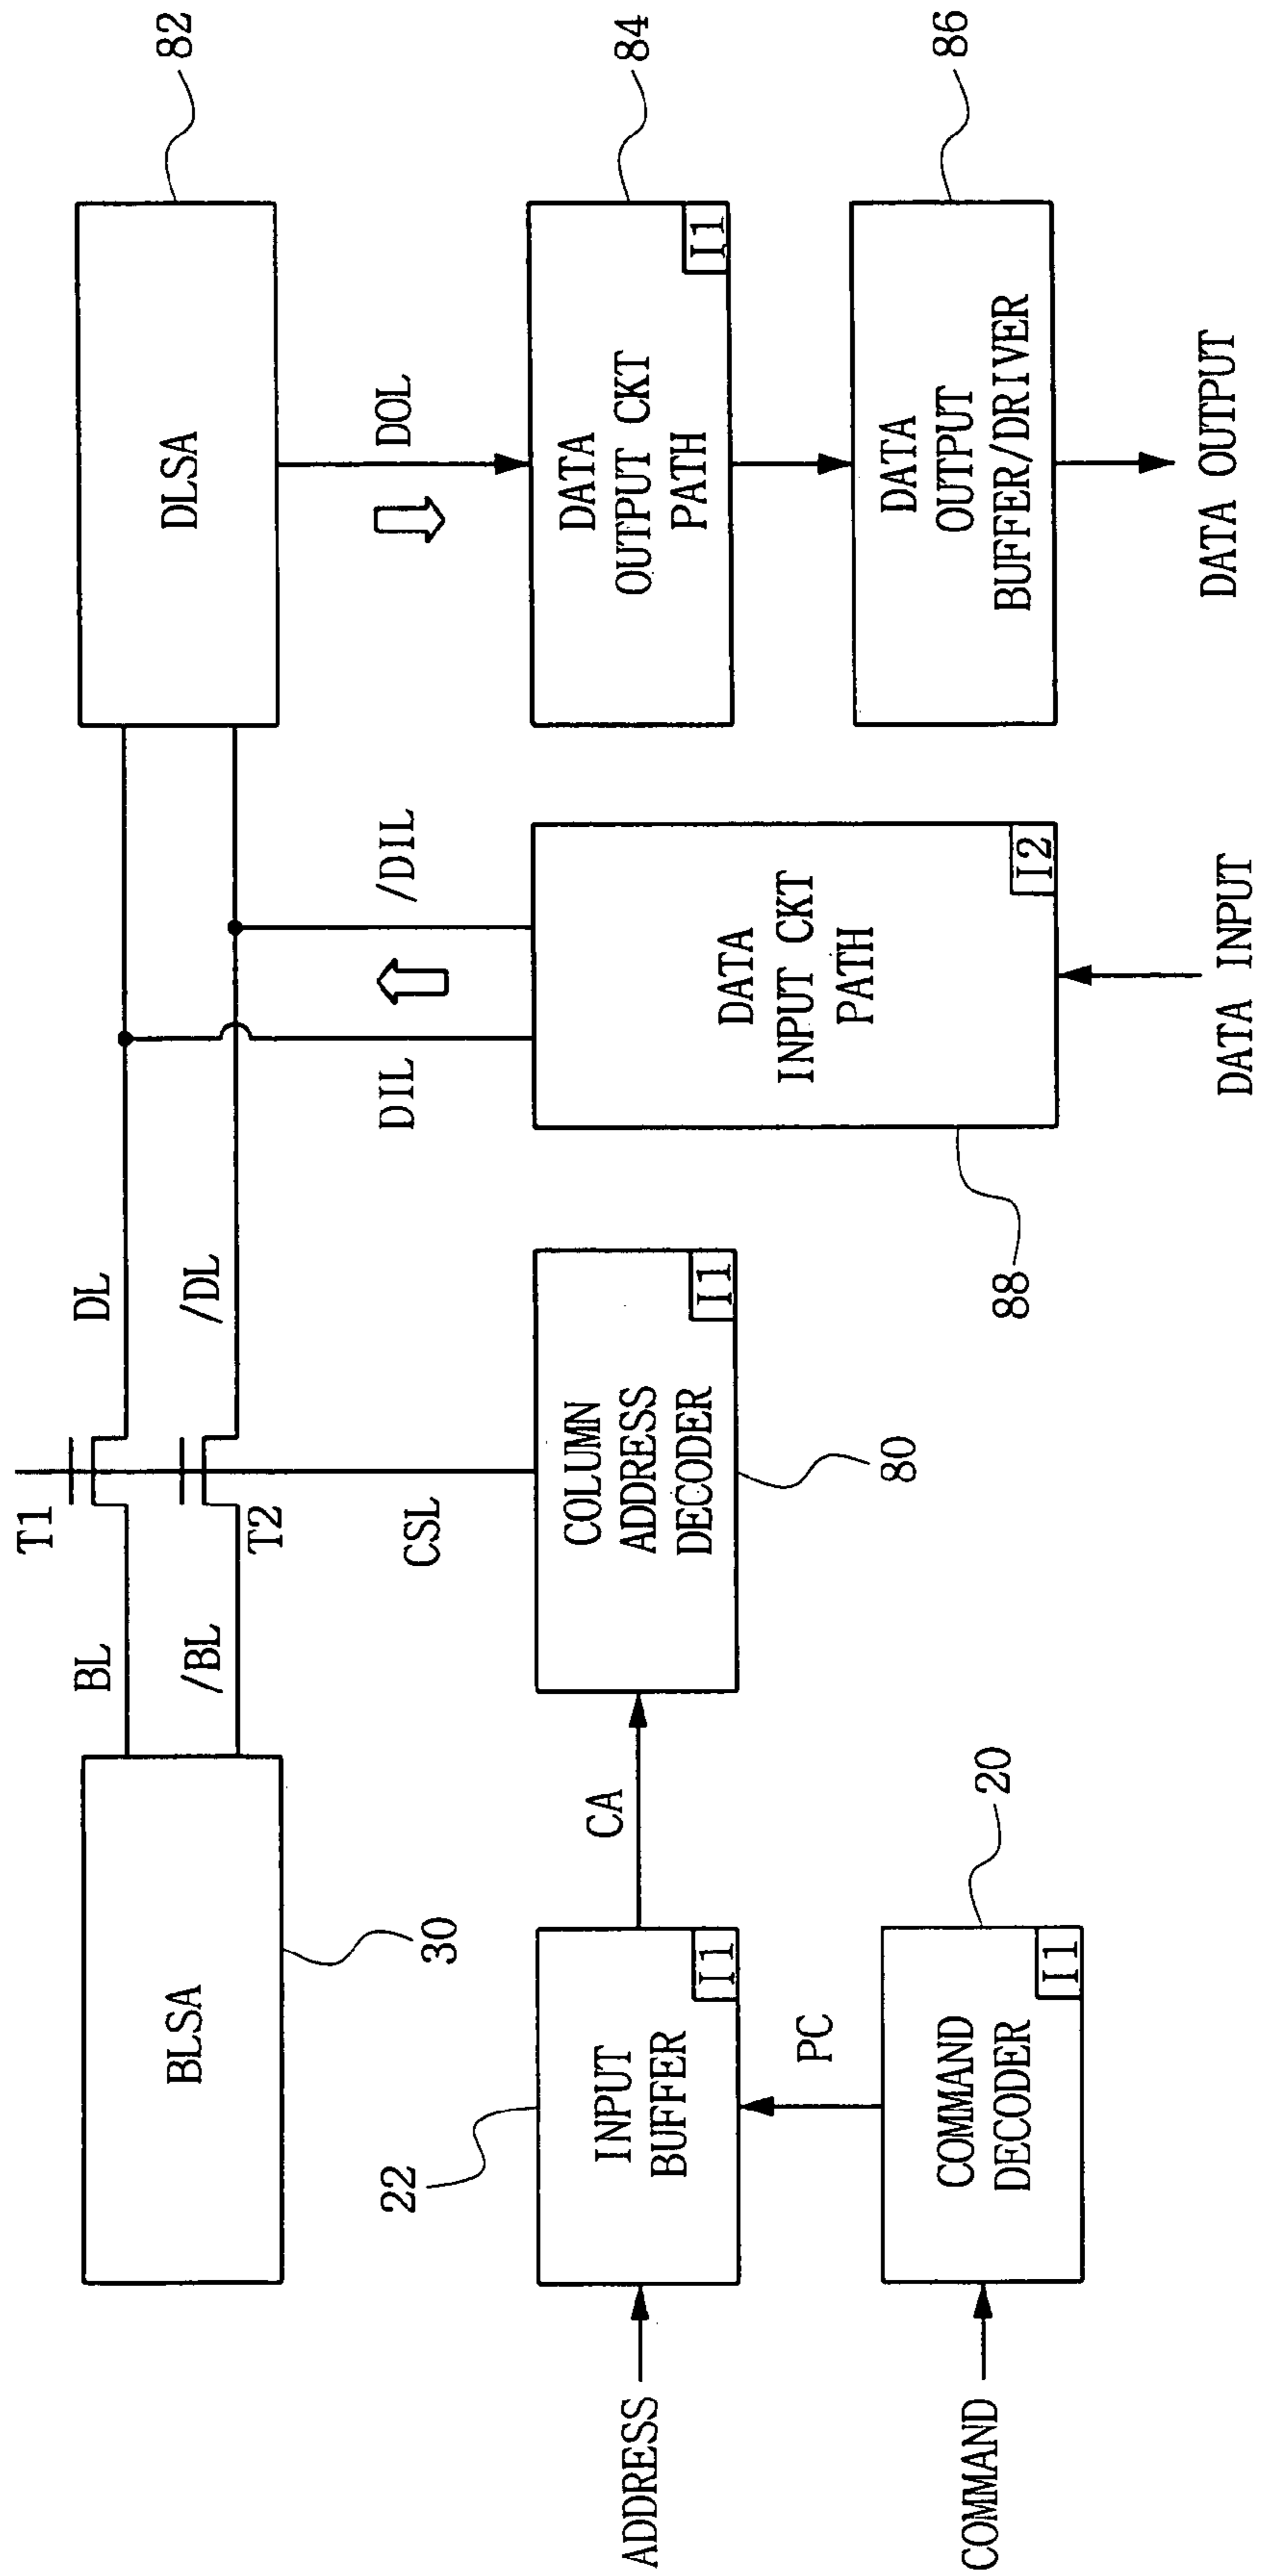 BLSA
30
BL
/BL
T1
T2
DL
/DL
DLSA
82
CSL
DIL
/DIL
DOL
ADDRESS
22
INPUT
BUFFER
I1
CA
COLUMN
ADDRESS
DECODER
I1
80
DATA
INPUT CKT
PATH
I2
88
DATA INPUT
DATA
OUTPUT CKT
PATH
I1
84
DATA
OUTPUT
BUFFER/DRIVER
86
DATA OUTPUT
PC
COMMAND
COMMAND
DECODER
I1
20